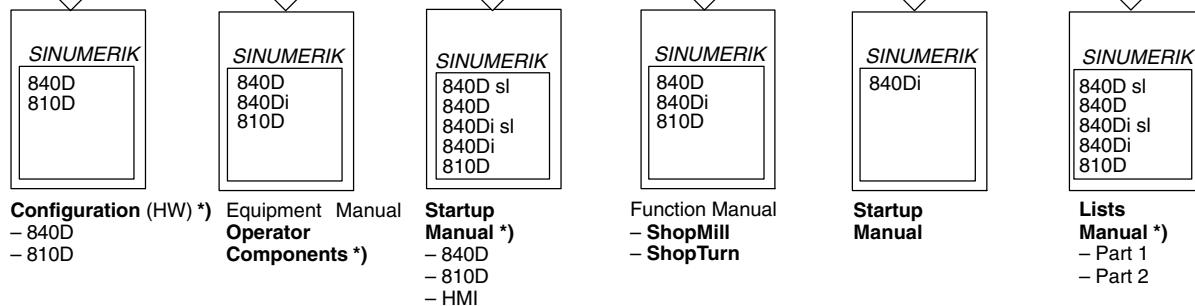 SINUMERIK
840D
810D
Configuration (HW) *)
– 840D
– 810D
SINUMERIK
840D
840Di
810D
Equipment Manual
Operator
Components *)
SINUMERIK
840D sl
840D
840Di sl
840Di
810D
Startup
Manual *)
– 840D
– 810D
– HMI
SINUMERIK
840D
840Di
810D
Function Manual
– ShopMill
– ShopTurn
SINUMERIK
840Di
Startup
Manual
SINUMERIK
840D sl
840D
840Di sl
840Di
810D
Lists
Manual *)
– Part 1
– Part 2